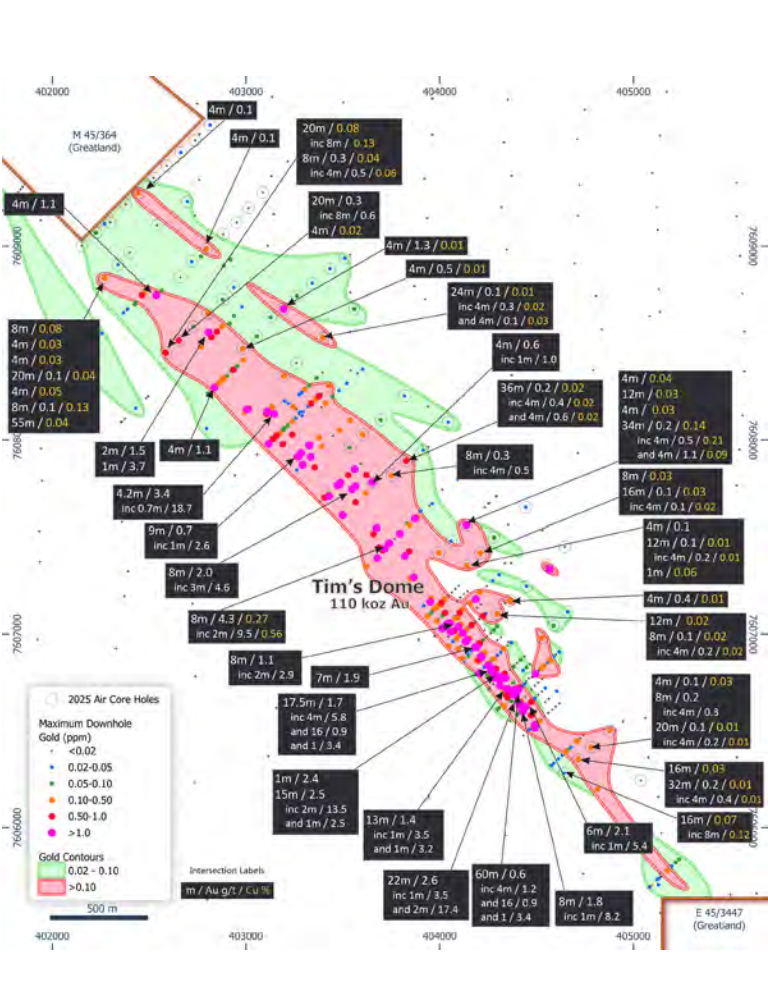 402000
403000
404000
405000
M 45/364
(Greatland)
4m / 0.1
4m / 0.1
20m / 0.08
inc 8m / 0.13
8m / 0.3 / 0.04
inc 4m / 0.5 / 0.06
4m / 1.1
20m / 0.3
inc 8m / 0.6
4m / 0.02
4m / 1.3 / 0.01
4m / 0.5 / 0.01
24m / 0.1 / 0.01
inc 4m / 0.3 / 0.02
and 4m / 0.1 / 0.03
7609000
7609000
8m / 0.08
4m / 0.03
4m / 0.03
20m / 0.1 / 0.04
4m / 0.05
8m / 0.1 / 0.13
55m / 0.04
4m / 0.6
inc 1m / 1.0
36m / 0.2 / 0.02
inc 4m / 0.4 / 0.02
and 4m / 0.6 / 0.02
4m / 0.04
12m / 0.03
4m / 0.03
34m / 0.2 / 0.14
inc 4m / 0.5 / 0.21
and 4m / 1.1 / 0.09
7608000
2m / 1.5
1m / 3.7
4m / 1.1
8m / 0.3
inc 4m / 0.5
8m / 0.03
16m / 0.1 / 0.03
inc 4m / 0.1 / 0.02
4.2m / 3.4
inc 0.7m / 18.7
9m / 0.7
inc 1m / 2.6
4m / 0.1
12m / 0.1 / 0.01
inc 4m / 0.2 / 0.01
1m / 0.06
8m / 2.0
inc 3m / 4.6
Tim's Dome
110 koz Au
4m / 0.4 / 0.01
8m / 4.3 / 0.27
inc 2m / 9.5 / 0.56
12m / 0.02
8m / 0.1 / 0.02
inc 4m / 0.2 / 0.02
7607000
7607000
8m / 1.1
inc 2m / 2.9
7m / 1.9
4m / 0.1 / 0.03
8m / 0.2
inc 4m / 0.3
20m / 0.1 / 0.01
inc 4m / 0.2 / 0.01
17.5m / 1.7
inc 4m / 5.8
and 16 / 0.9
and 1 / 3.4
2025 Air Core Holes
Maximum Downhole
Gold (ppm)
<0.02
0.02-0.05
0.05-0.10
0.10-0.50
0.50-1.0
>1.0
Gold Contours
0.02 - 0.10
>0.10
500 m
1m / 2.4
15m / 2.5
inc 2m / 13.5
and 1m / 2.5
16m / 0.03
32m / 0.2 / 0.01
inc 4m / 0.4 / 0.01
13m / 1.4
inc 1m / 3.5
and 1m / 3.2
6m / 2.1
inc 1m / 5.4
16m / 0.07
inc 8m / 0.12
7606000
Intersection Labels
m / Au g/t / Cu %
22m / 2.6
inc 1m / 3.5
and 2m / 17.4
60m / 0.6
inc 4m / 1.2
and 16 / 0.9
and 1 / 3.4
8m / 1.8
inc 1m / 8.2
E 45/3447
(Greatland)
402000
403000
404000
405000